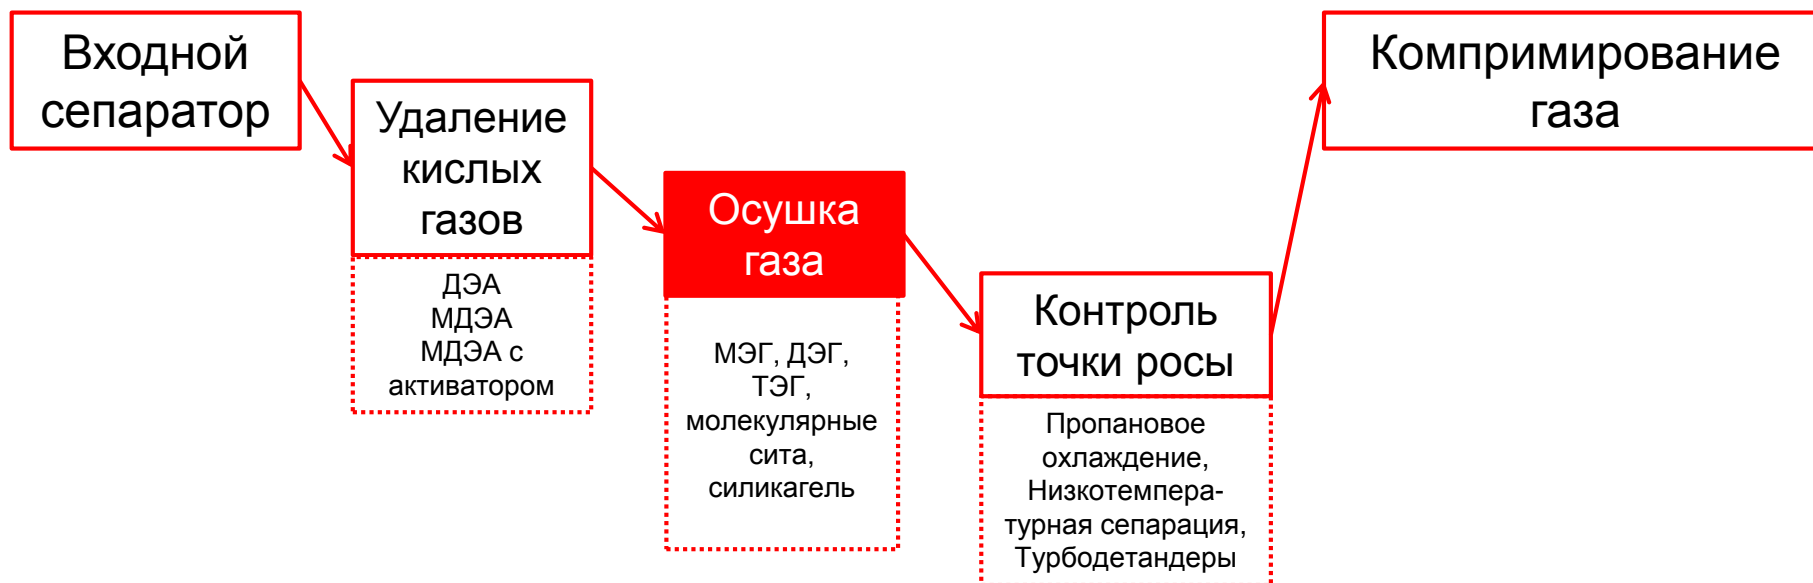 Входной
сепаратор
Удаление
кислых
газов
ДЭА
МДЭА
МДЭА с
активатором
Осушка
газа
МЭГ, ДЭГ,
ТЭГ,
молекулярные
сита,
силикагель
Контроль
точки росы
Пропановое
охлаждение,
Низкотемпера-
турная сепарация,
Турбодетандеры
Компримирование
газа